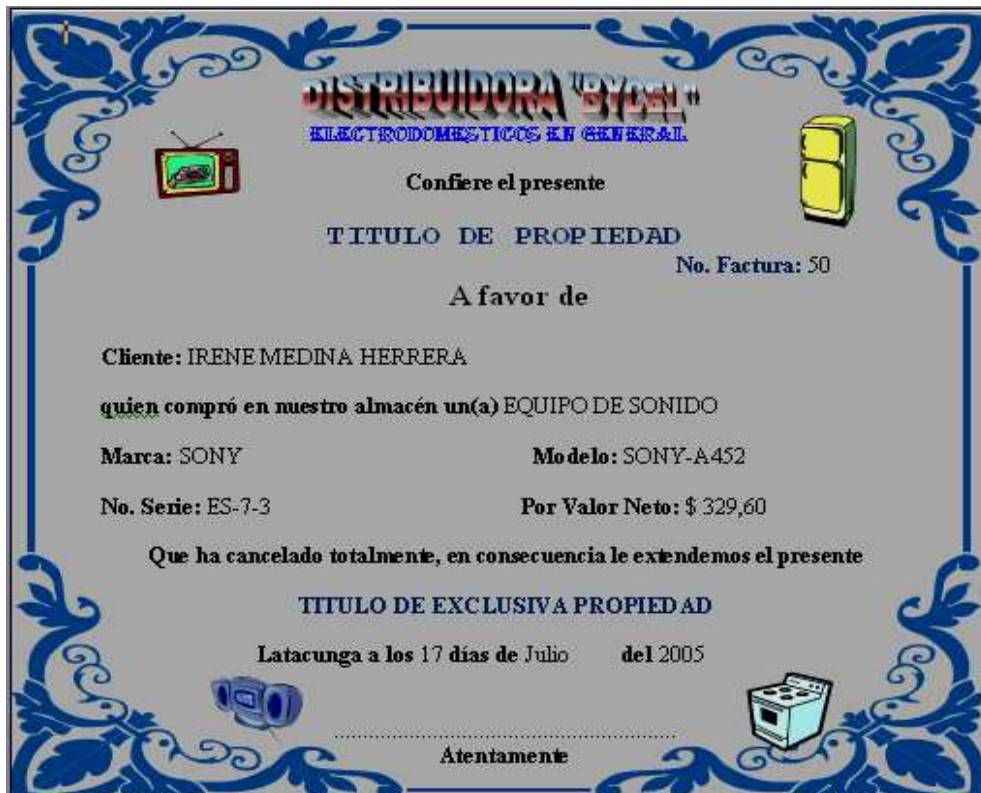 DISTRIBUIDORA "BYCEL"
ELECTRODOMESTICOS EN GENERAL
Confiere el presente
TITULO DE PROPIEDAD
No. Factura: 50
A favor de
Cliente: IRENE MEDINA HERRERA
quien compró en nuestro almacén un(a) EQUIPO DE SONIDO
Marca: SONY Modelo: SONY-A452
No. Serie: ES-7-3 Por Valor Neto: $ 329,60
Que ha cancelado totalmente, en consecuencia le extendemos el presente
TITULO DE EXCLUSIVA PROPIEDAD
Latacunga a los 17 días de Julio del 2005
Atentamente